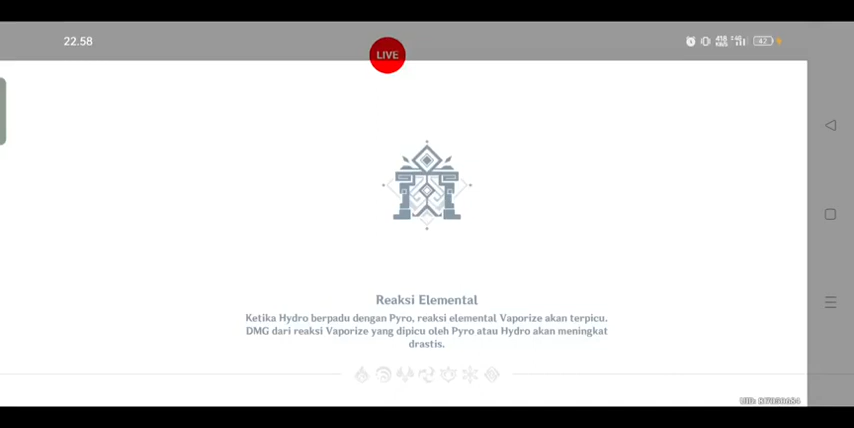 22.58
LIVE
42
Reaksi Elemental
Ketika Hydro berpadu dengan Pyro, reaksi elemental Vaporize akan terpicu.
DMG dari reaksi Vaporize yang dipicu oleh Pyro atau Hydro akan meningkat
drastis.